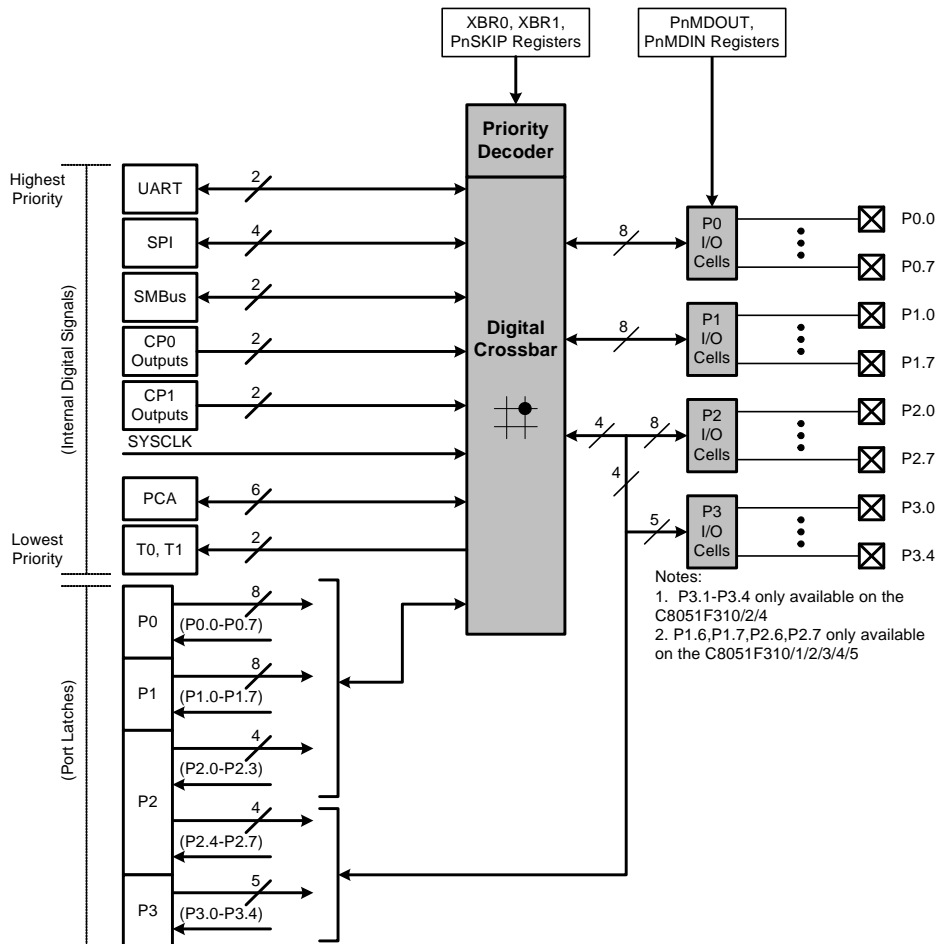 XBR0, XBR1,
PnSKIP Registers
PnMDOUT,
PnMDIN Registers
Priority
Decoder
Highest
Priority
UART
2
SPI
4
SMBus
2
CP0
Outputs
2
CP1
Outputs
2
SYSCLK
PCA
6
T0, T1
2
Lowest
Priority
(Internal Digital Signals)
Digital
Crossbar
8
P0
I/O
Cells
P0.0
P0.7
8
P1
I/O
Cells
P1.0
P1.7
4
8
P2
I/O
Cells
P2.0
P2.7
4
5
P3
I/O
Cells
P3.0
P3.4
Notes:
1. P3.1-P3.4 only available on the
C8051F310/2/4
2. P1.6,P1.7,P2.6,P2.7 only available
on the C8051F310/1/2/3/4/5
(Port Latches)
P0
8
(P0.0-P0.7)
P1
8
(P1.0-P1.7)
P2
4
(P2.0-P2.3)
4
(P2.4-P2.7)
P3
5
(P3.0-P3.4)